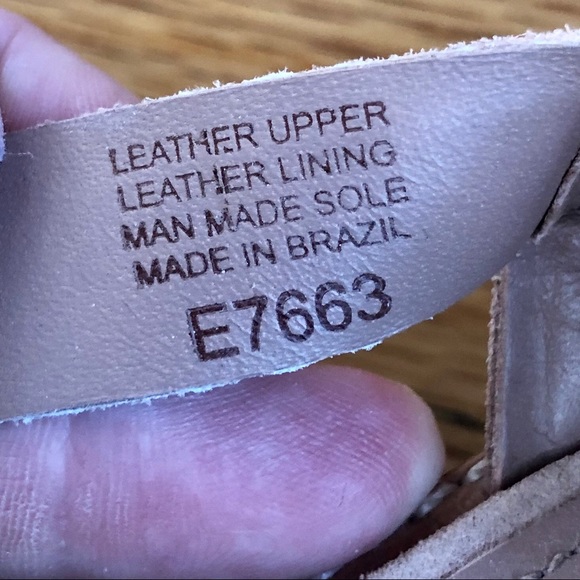 LEATHER UPPER
LEATHER LINING
MAN MADE SOLE
MADE IN BRAZIL
E7663